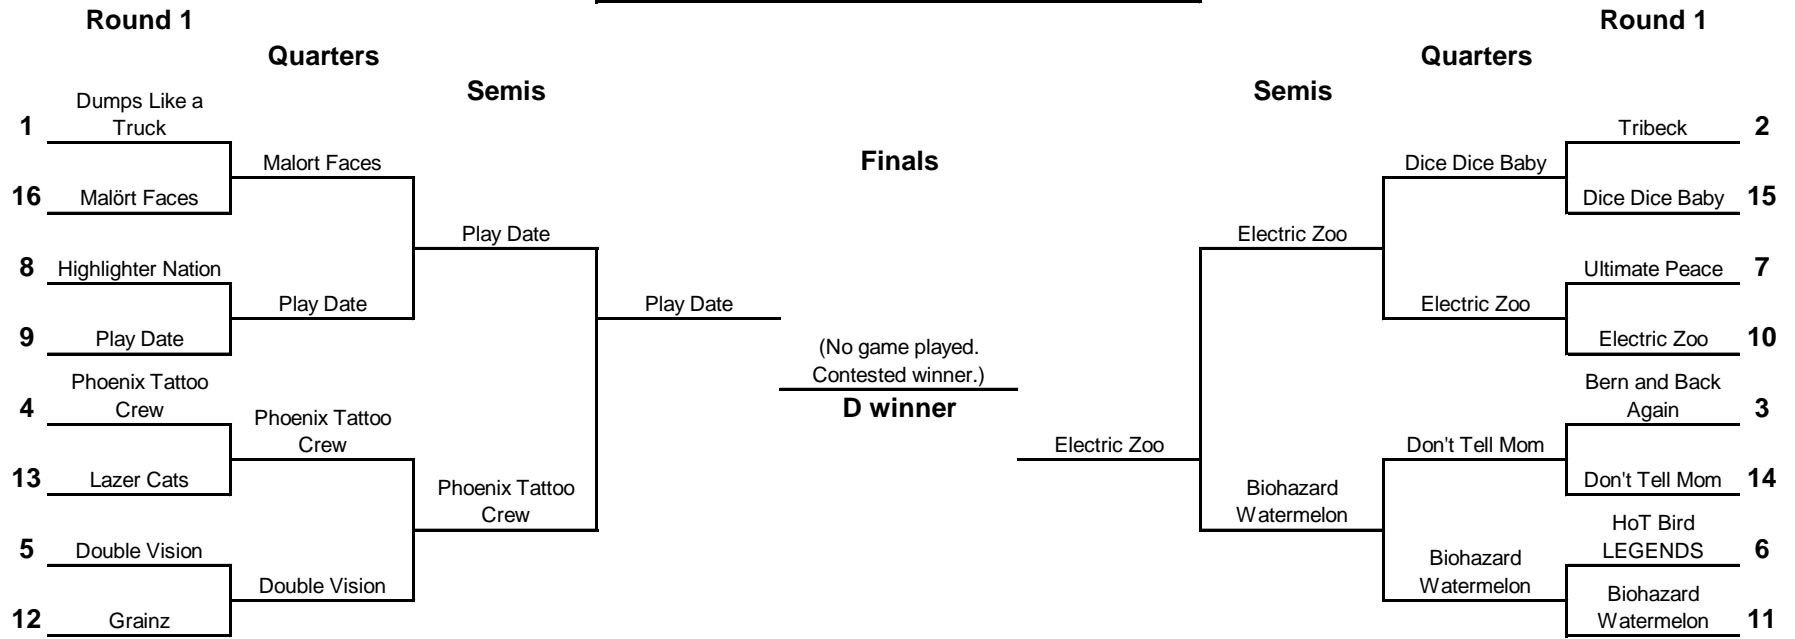 Round 1
Round 1
Quarters
Quarters
Semis
Semis
Dumps Like a
1 Truck
Tribeck 2
Malort Faces
Finals
Dice Dice Baby
16 Malört Faces
Dice Dice Baby 15
Play Date
Electric Zoo
8 Highlighter Nation
Ultimate Peace 7
Play Date
Play Date
Electric Zoo
9 Play Date
Electric Zoo 10
(No game played.
Contested winner.)
D winner
Phoenix Tattoo
4 Crew
Bern and Back
Again 3
Phoenix Tattoo
Crew
Electric Zoo
Don't Tell Mom
13 Lazer Cats
Don't Tell Mom 14
Phoenix Tattoo
Crew
Biohazard
Watermelon
5 Double Vision
HoT Bird
LEGENDS 6
Double Vision
Biohazard
Watermelon
12 Grainz
Biohazard
Watermelon 11